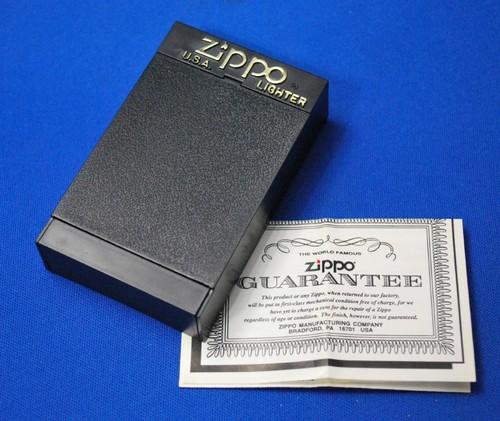 Zippo
U.S.A.
LIGHTER
THE WORLD FAMOUS
Zippo
GUARANTEE
This product or any Zippo, when returned to our factory,
will be put in first-class mechanical condition free of charge, for we
have yet to charge a cent for the repair of a Zippo
regardless of age or condition. The finish, however, is not guaranteed.
ZIPPO MANUFACTURING COMPANY
BRADFORD, PA 16701 USA